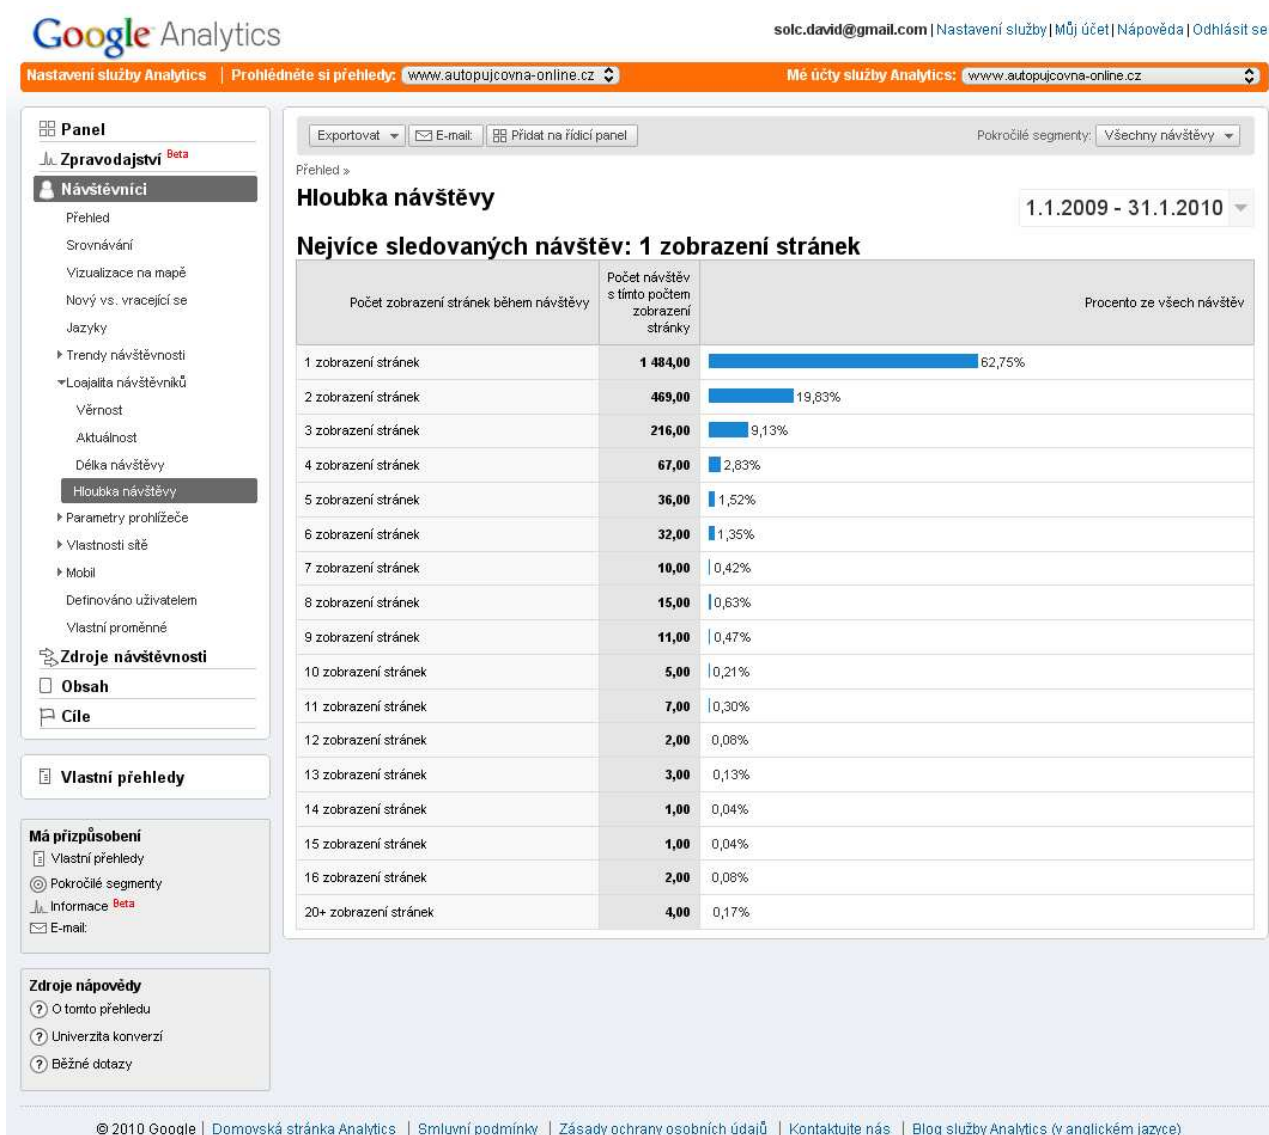 Google Analytics
solc.david@gmail.com | Nastavení služby | Můj účet | Nápověda | Odhlásit se
Nastavení služby Analytics | Prohlédněte si přehledy: www.autopujcovna-online.cz Mé účty služby Analytics: www.autopujcovna-online.cz
Panel
Zpravodajství Beta
Návštěvníci
Přehled
Srovnávání
Vizualizace na mapě
Nový vs. vracející se
Jazyky
Trendy návštěvnosti
Loajalita návštěvníků
Věrnost
Aktuálnost
Délka návštěvy
Hloubka návštěvy
Parametry prohlížeče
Vlastnosti sítě
Mobil
Definováno uživatelem
Vlastní proměnné
Zdroje návštěvnosti
Obsah
Cíle
Vlastní přehledy
Má přizpůsobení
Vlastní přehledy
Pokročilé segmenty
Informace Beta
E-mail:
Zdroje nápovědy
O tomto přehledu
Univerzita konverzí
Běžné dotazy
Exportovat E-mail: Přidat na řídicí panel Pokročilé segmenty: Všechny návštěvy
Přehled »
Hloubka návštěvy
1.1.2009 - 31.1.2010
Nejvíce sledovaných návštěv: 1 zobrazení stránek
Počet zobrazení stránek během návštěvy
Počet návštěv
s tímto počtem
zobrazení
stránky
Procento ze všech návštěv
1 zobrazení stránek 1 484,00 62,75%
2 zobrazení stránek 469,00 19,83%
3 zobrazení stránek 216,00 9,13%
4 zobrazení stránek 67,00 2,83%
5 zobrazení stránek 36,00 1,52%
6 zobrazení stránek 32,00 1,35%
7 zobrazení stránek 10,00 0,42%
8 zobrazení stránek 15,00 0,63%
9 zobrazení stránek 11,00 0,47%
10 zobrazení stránek 5,00 0,21%
11 zobrazení stránek 7,00 0,30%
12 zobrazení stránek 2,00 0,08%
13 zobrazení stránek 3,00 0,13%
14 zobrazení stránek 1,00 0,04%
15 zobrazení stránek 1,00 0,04%
16 zobrazení stránek 2,00 0,08%
20+ zobrazení stránek 4,00 0,17%
© 2010 Google | Domovská stránka Analytics | Smluvní podmínky | Zásady ochrany osobních údajů | Kontaktujte nás | Blog služby Analytics (v anglickém jazyce)